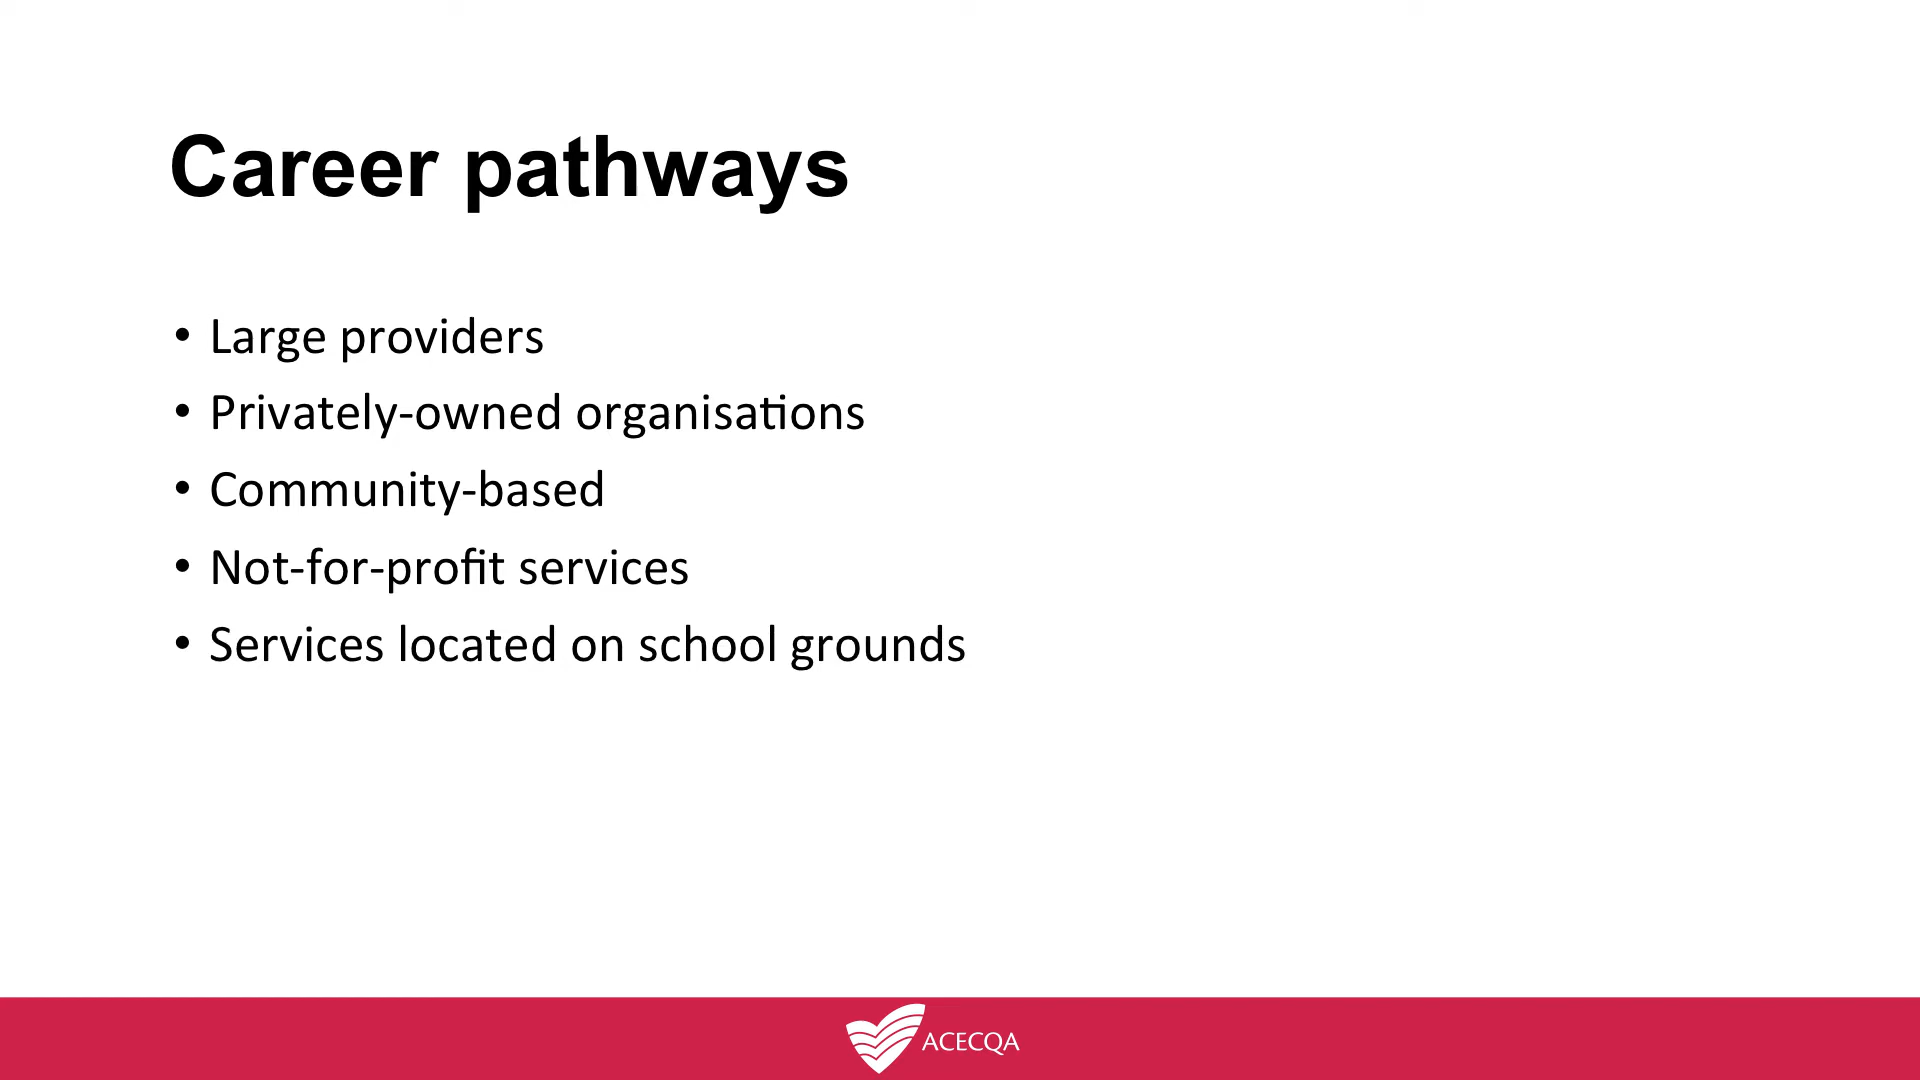 Career pathways
• Large providers
• Privately-owned organisations
• Community-based
• Not-for-profit services
• Services located on school grounds
ACECQA